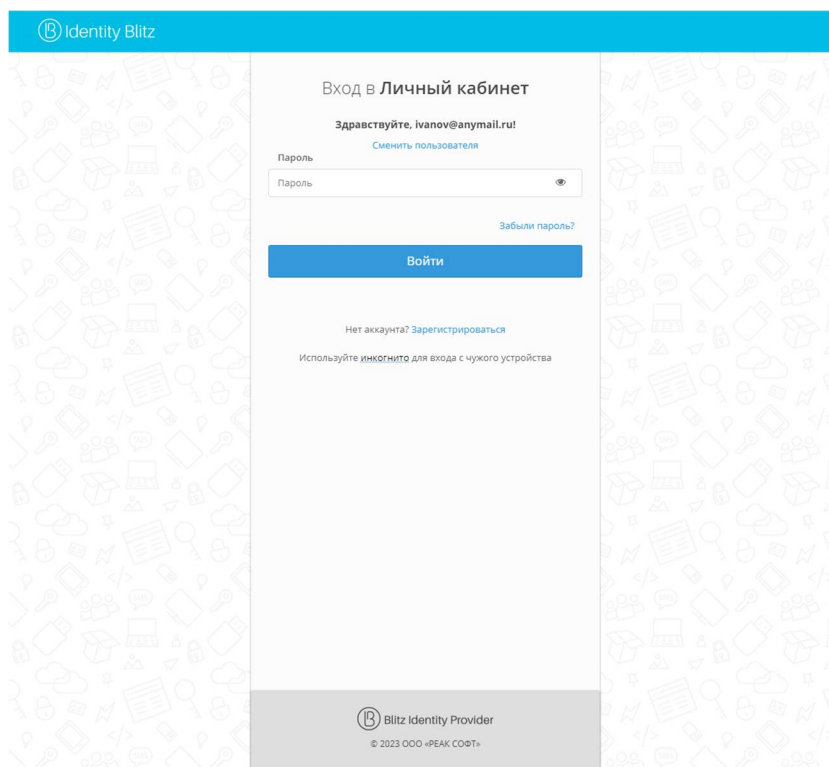 Identity Blitz
Вход в Личный кабинет
Здравствуйте, ivanov@anymail.ru!
Сменить пользователя
Пароль
Пароль
Забыли пароль?
Войти
Нет аккаунта? Зарегистрироваться
Используйте инкогнито для входа с чужого устройства
Blitz Identity Provider
© 2023 ООО «РЕАК СОФТ»